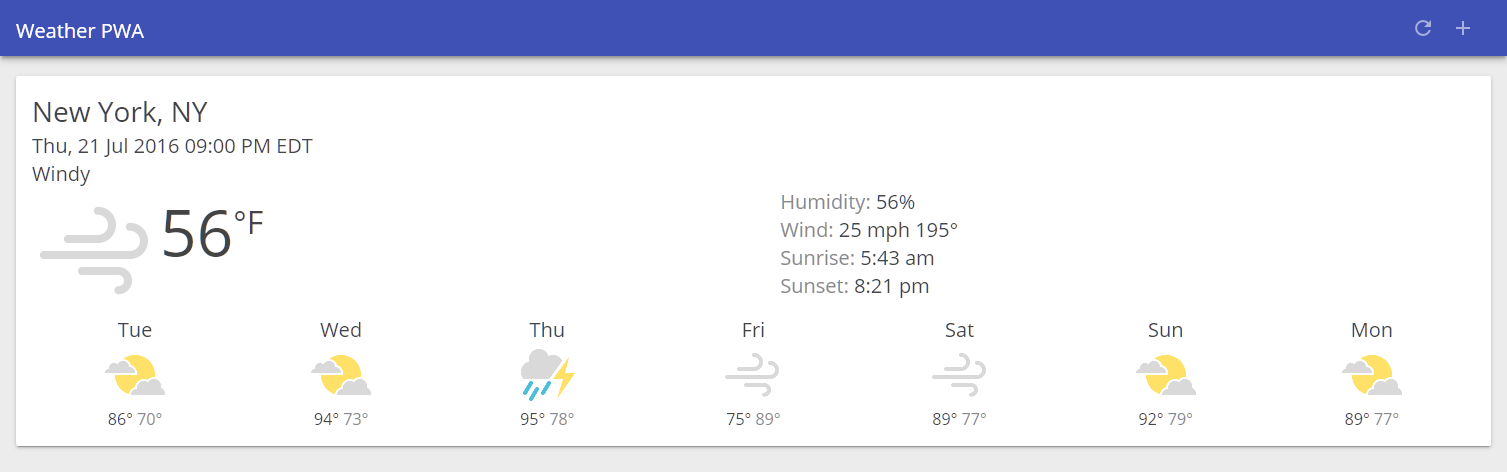 Weather PWA
New York, NY
Thu, 21 Jul 2016 09:00 PM EDT
Windy
56°F
Humidity: 56%
Wind: 25 mph 195°
Sunrise: 5:43 am
Sunset: 8:21 pm
Tue Wed Thu Fri Sat Sun Mon
86° 70° 94° 73° 95° 78° 75° 89° 89° 77° 92° 79° 89° 77°